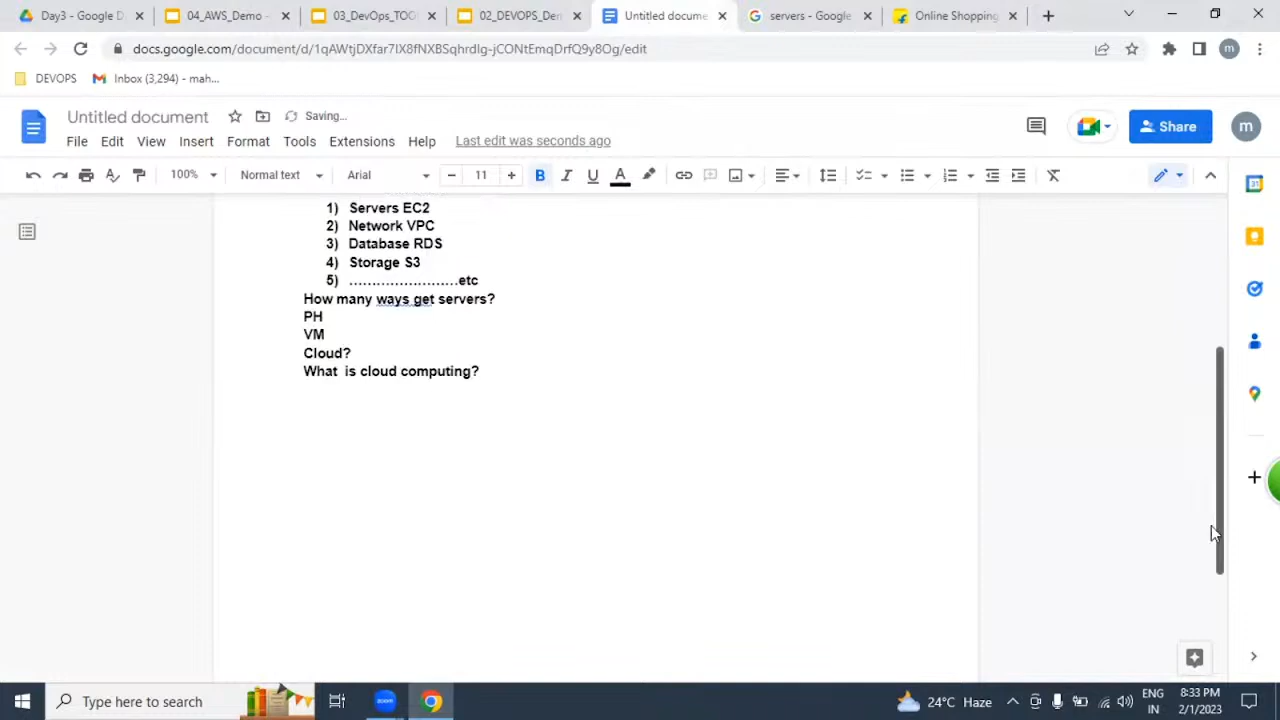 Day3 - Google D
04_AWS_Demo -
01_DevOps_TOO
02_DEVOPS_Den
Untitled docume
servers - Google
Online Shopping
docs.google.com/document/d/1qAWtjDXfar7IX8fNXBSqhrdIg-jCONtEmqDrfQ9y8Og/edit
DEVOPS
Inbox (3,294) - mah...
Untitled document
Saving...
File Edit View Insert Format Tools Extensions Help Last edit was seconds ago
Share
m
100% Normal text Arial 11 B I U A
1) Servers EC2
2) Network VPC
3) Database RDS
4) Storage S3
5) ........................etc
How many ways get servers?
PH
VM
Cloud?
What is cloud computing?
Type here to search
zoom
24°C Haze
ENG
IN
8:33 PM
2/1/2023